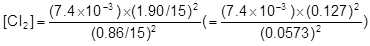 [Cl₂] = (7.4×10⁻³)×(1.90/15)² / (0.86/15)² (= (7.4×10⁻³)×(0.127)² / (0.0573)²)